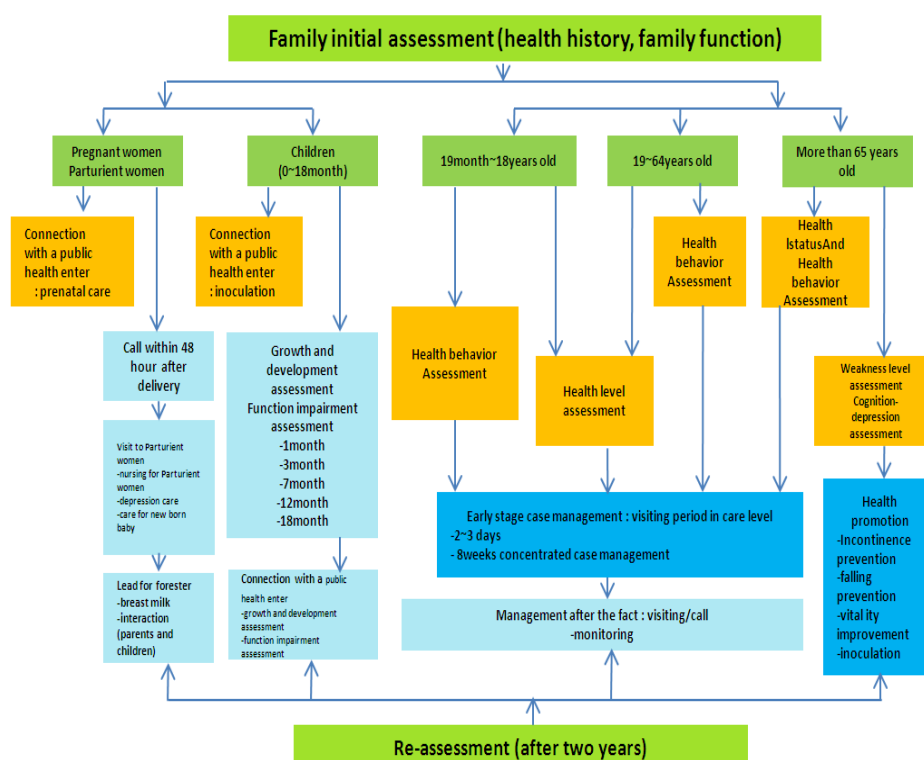 Family initial assessment (health history, family function)
Pregnant women
Parturient women
Children
(0~18month)
19month~18years old
19~64years old
More than 65 years
old
Connection
with a public
health enter
: prenatal care
Connection
with a public
health enter
: inoculation
Health
behavior
Assessment
Health
lstatusAnd
Health
behavior
Assessment
Call within 48
hour after
delivery
Growth and
development
assessment
Function impairment
assessment
-1month
-3month
-7month
-12month
-18month
Health behavior
Assessment
Health level
assessment
Weakness level
assessment
Cognition-
depression
assessment
Visit to Parturient
women
-nursing for Parturient
women
-depression care
-care for new born
baby
Early stage case management : visiting period in care level
-2~3 days
- 8weeks concentrated case management
Health
promotion
-Incontinence
prevention
-falling
prevention
-vital ity
improvement
-inoculation
Lead for forester
-breast milk
-interaction
(parents and
children)
Connection with a public
health enter
-growth and development
assessment
-function impairment
assessment
Management after the fact : visiting/call
-monitoring
Re-assessment (after two years)